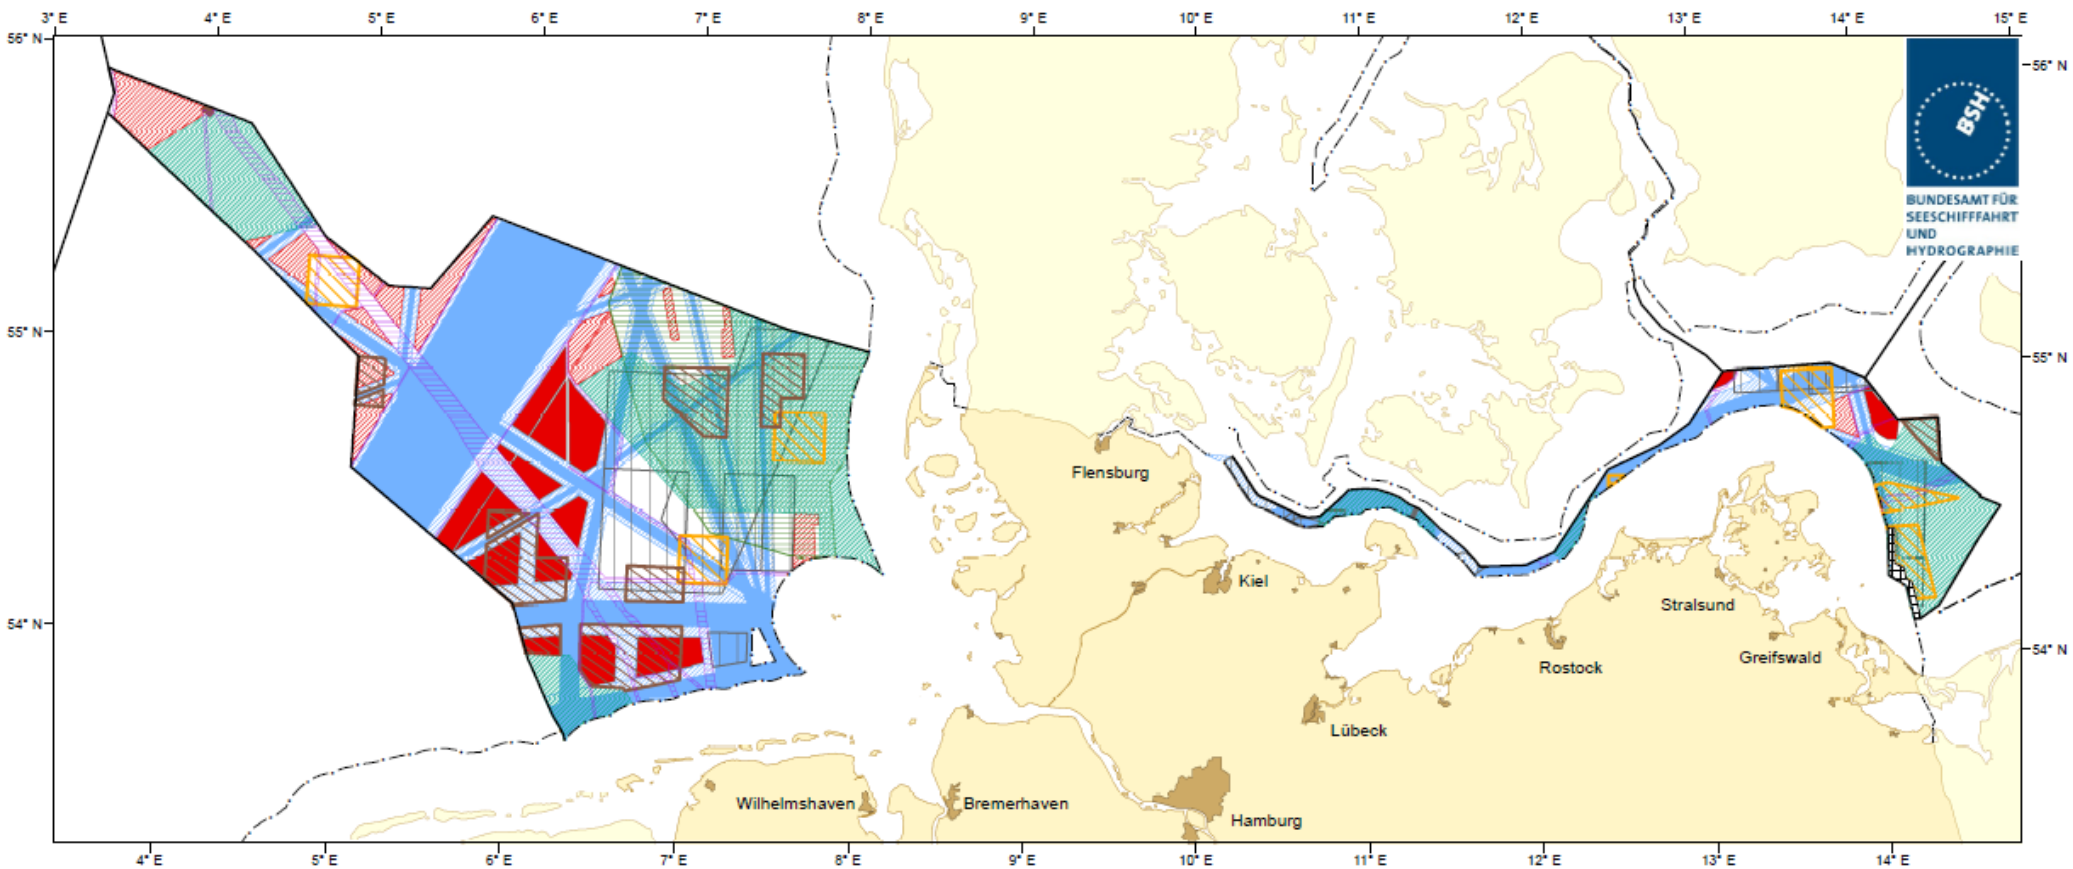 3° E 4° E 5° E 6° E 7° E 8° E 9° E 10° E 11° E 12° E 13° E 14° E 15° E
56° N
56° N
BSH
BUNDESAMT FÜR
SEESCHIFFFAHRT
UND
HYDROGRAPHIE
55° N
55° N
Flensburg
Kiel
Stralsund
54° N
54° N
Greifswald
Rostock
Lübeck
Wilhelmshaven
Bremerhaven
Hamburg
4° E 5° E 6° E 7° E 8° E 9° E 10° E 11° E 12° E 13° E 14° E